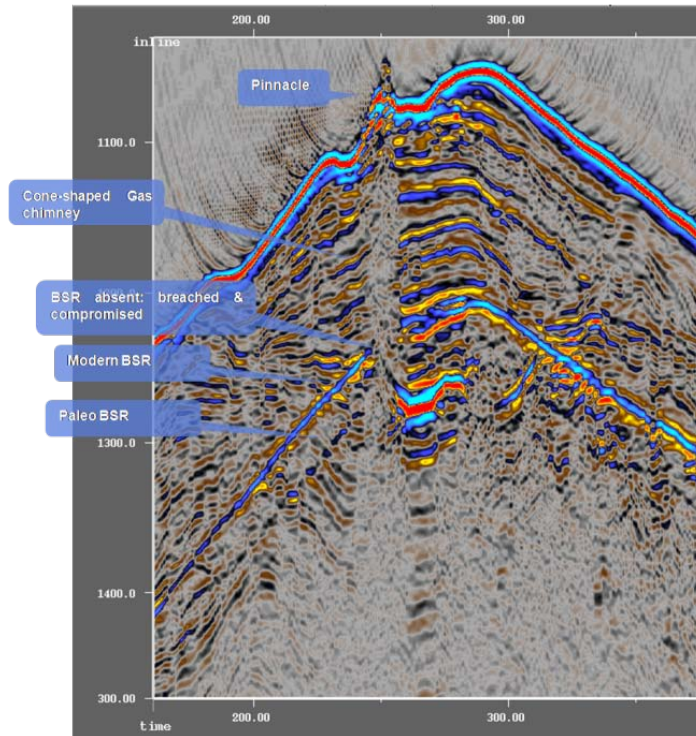 200.00 300.00
inline
Pinnacle
1100.0
Cone-shaped Gas
chimney
BSR absent: breached &
compromised
Modern BSR
Paleo BSR
1300.0
1400.0
300.00
time
200.00 300.00